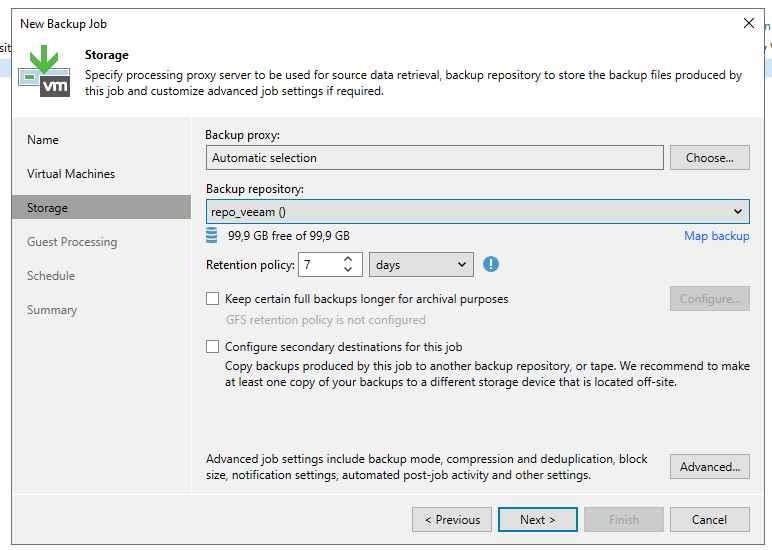 New Backup Job
Storage
Specify processing proxy server to be used for source data retrieval, backup repository to store the backup files produced by
this job and customize advanced job settings if required.
vm
Name
Virtual Machines
Storage
Guest Processing
Schedule
Summary
Backup proxy:
Automatic selection
Choose...
Backup repository:
repo_veeam ()
99,9 GB free of 99,9 GB
Map backup
Retention policy: 7 days
Keep certain full backups longer for archival purposes
Configure...
GFS retention policy is not configured
Configure secondary destinations for this job
Copy backups produced by this job to another backup repository, or tape. We recommend to make
at least one copy of your backups to a different storage device that is located off-site.
Advanced job settings include backup mode, compression and deduplication, block
size, notification settings, automated post-job activity and other settings.
Advanced...
< Previous
Next >
Finish
Cancel